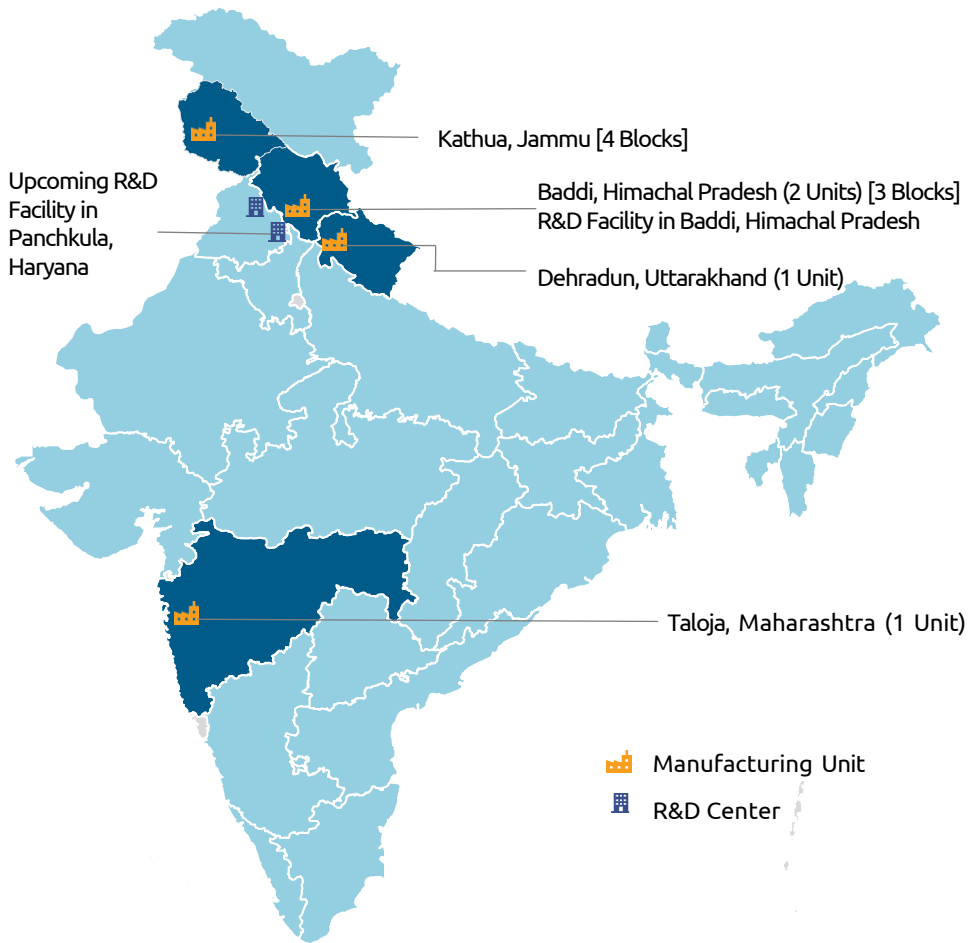 Kathua, Jammu [4 Blocks]
Upcoming R&D
Facility in
Panchkula,
Haryana
Baddi, Himachal Pradesh (2 Units) [3 Blocks]
R&D Facility in Baddi, Himachal Pradesh
Dehradun, Uttarakhand (1 Unit)
Taloja, Maharashtra (1 Unit)
Manufacturing Unit
R&D Center